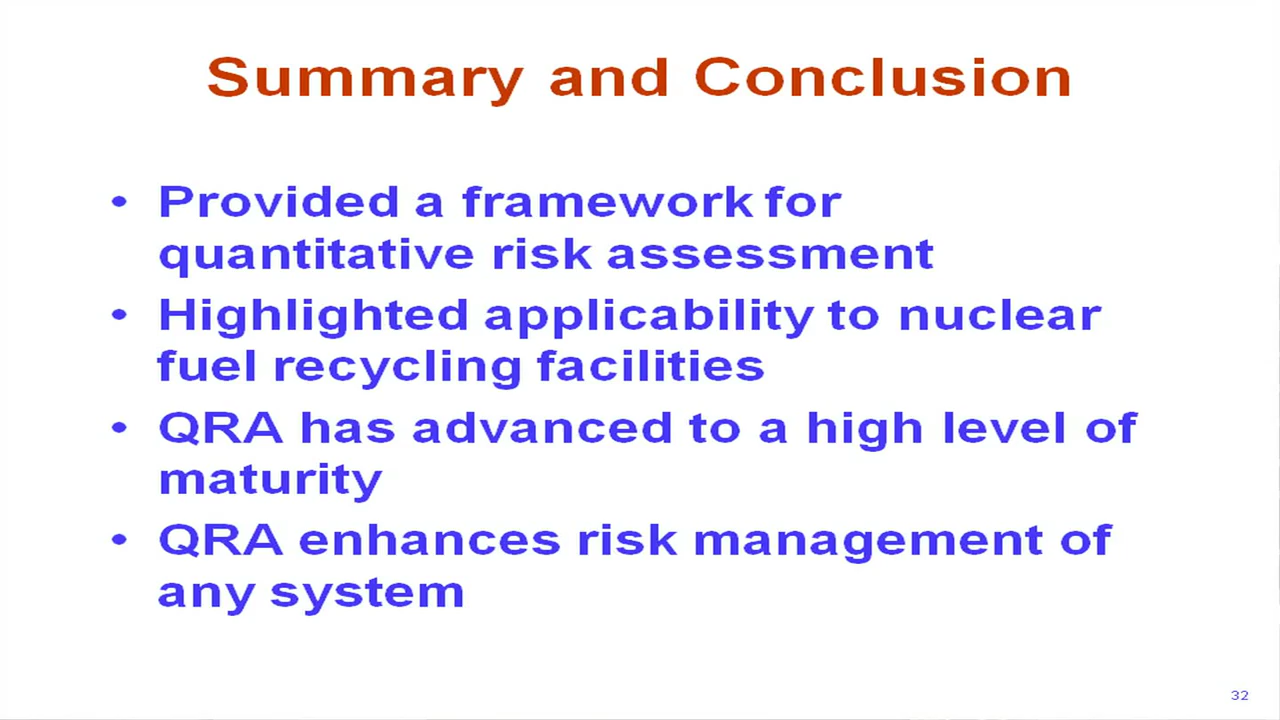 Summary and Conclusion
• Provided a framework for
quantitative risk assessment
• Highlighted applicability to nuclear
fuel recycling facilities
• QRA has advanced to a high level of
maturity
• QRA enhances risk management of
any system
32